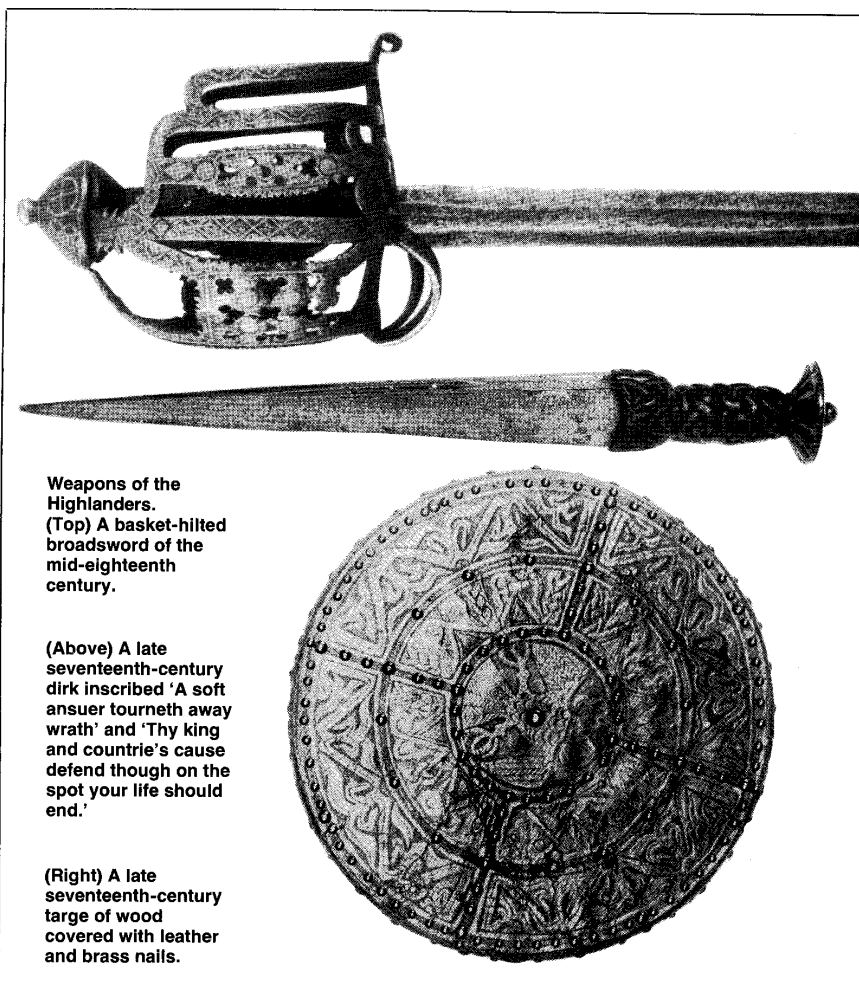 Weapons of the
Highlanders.
(Top) A basket-hilted
broadsword of the
mid-eighteenth
century.
(Above) A late
seventeenth-century
dirk inscribed ‘A soft
ansuer tourneth away
wrath’ and ‘Thy king
and countrie’s cause
defend though on the
spot your life should
end.’
(Right) A late
seventeenth-century
targe of wood
covered with leather
and brass nails.